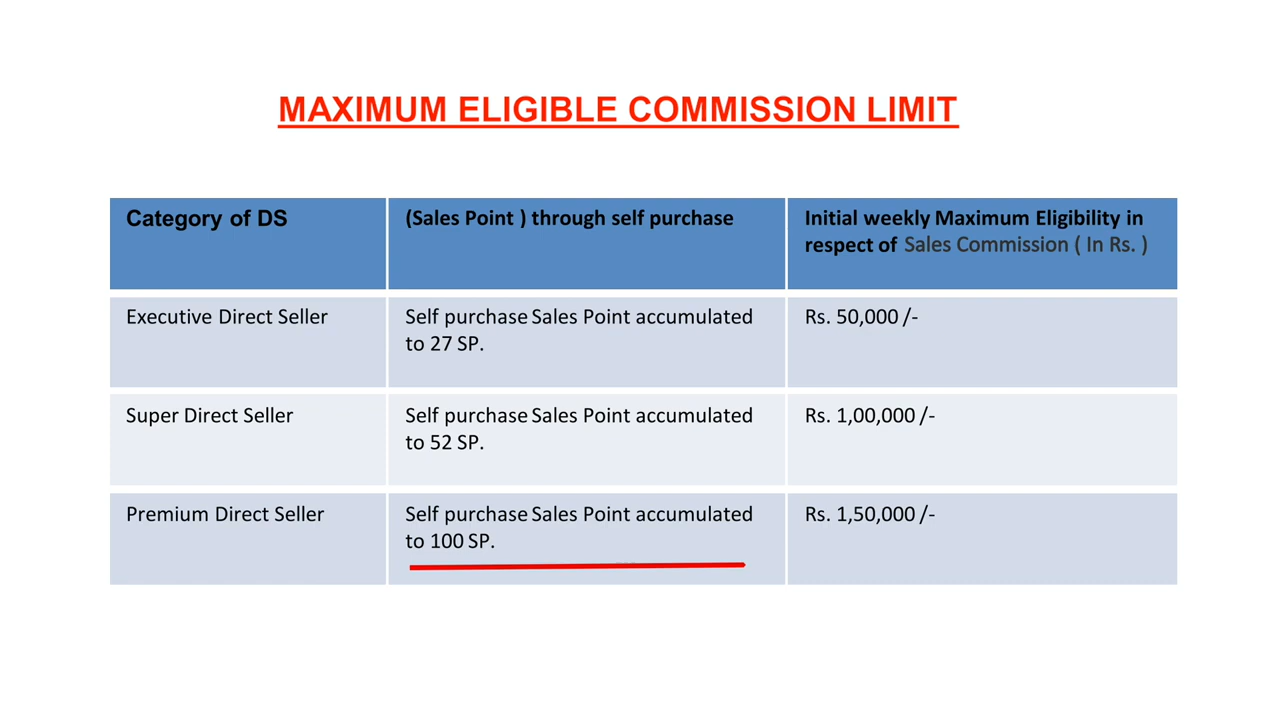 MAXIMUM ELIGIBLE COMMISSION LIMIT
Category of DS
(Sales Point ) through self purchase
Initial weekly Maximum Eligibility in
respect of Sales Commission ( In Rs. )
Executive Direct Seller
Self purchase Sales Point accumulated
to 27 SP.
Rs. 50,000 /-
Super Direct Seller
Self purchase Sales Point accumulated
to 52 SP.
Rs. 1,00,000 /-
Premium Direct Seller
Self purchase Sales Point accumulated
to 100 SP.
Rs. 1,50,000 /-